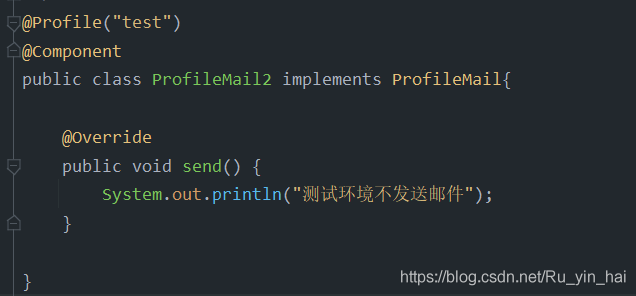 @Profile("test")
@Component
public class ProfileMail2 implements ProfileMail{
@Override
public void send() {
System.out.println("测试环境不发送邮件");
}
}
https://blog.csdn.net/Ru_yin_hai